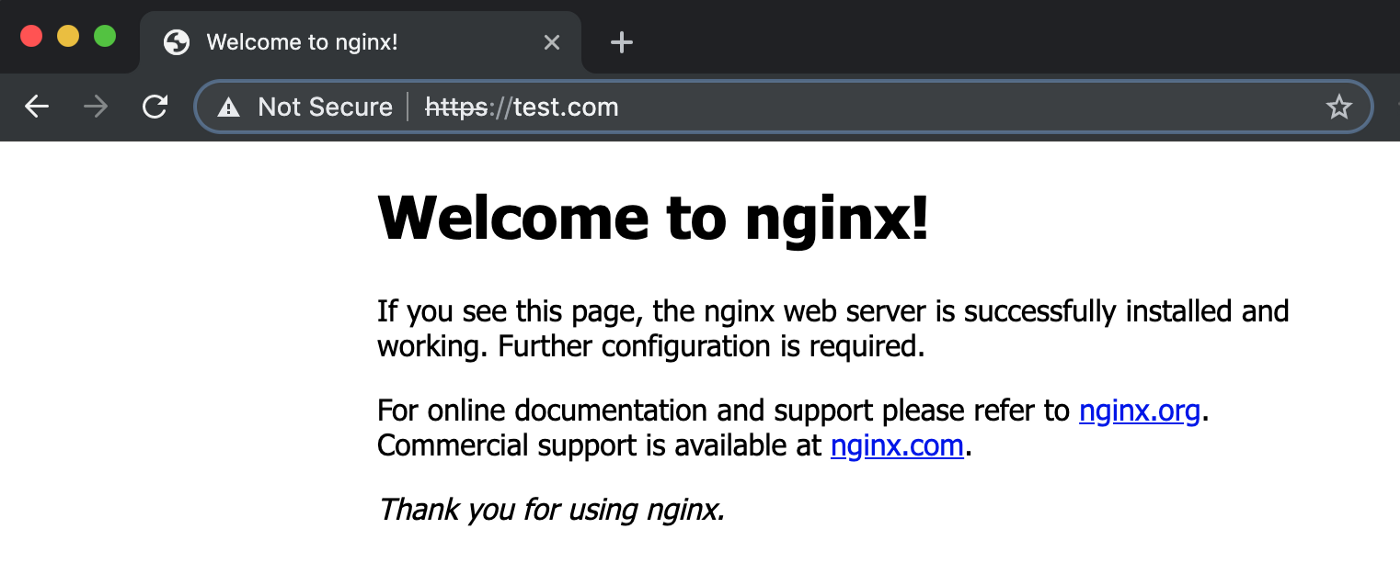 Welcome to nginx!
Not Secure | https://test.com
Welcome to nginx!
If you see this page, the nginx web server is successfully installed and
working. Further configuration is required.
For online documentation and support please refer to nginx.org.
Commercial support is available at nginx.com.
Thank you for using nginx.